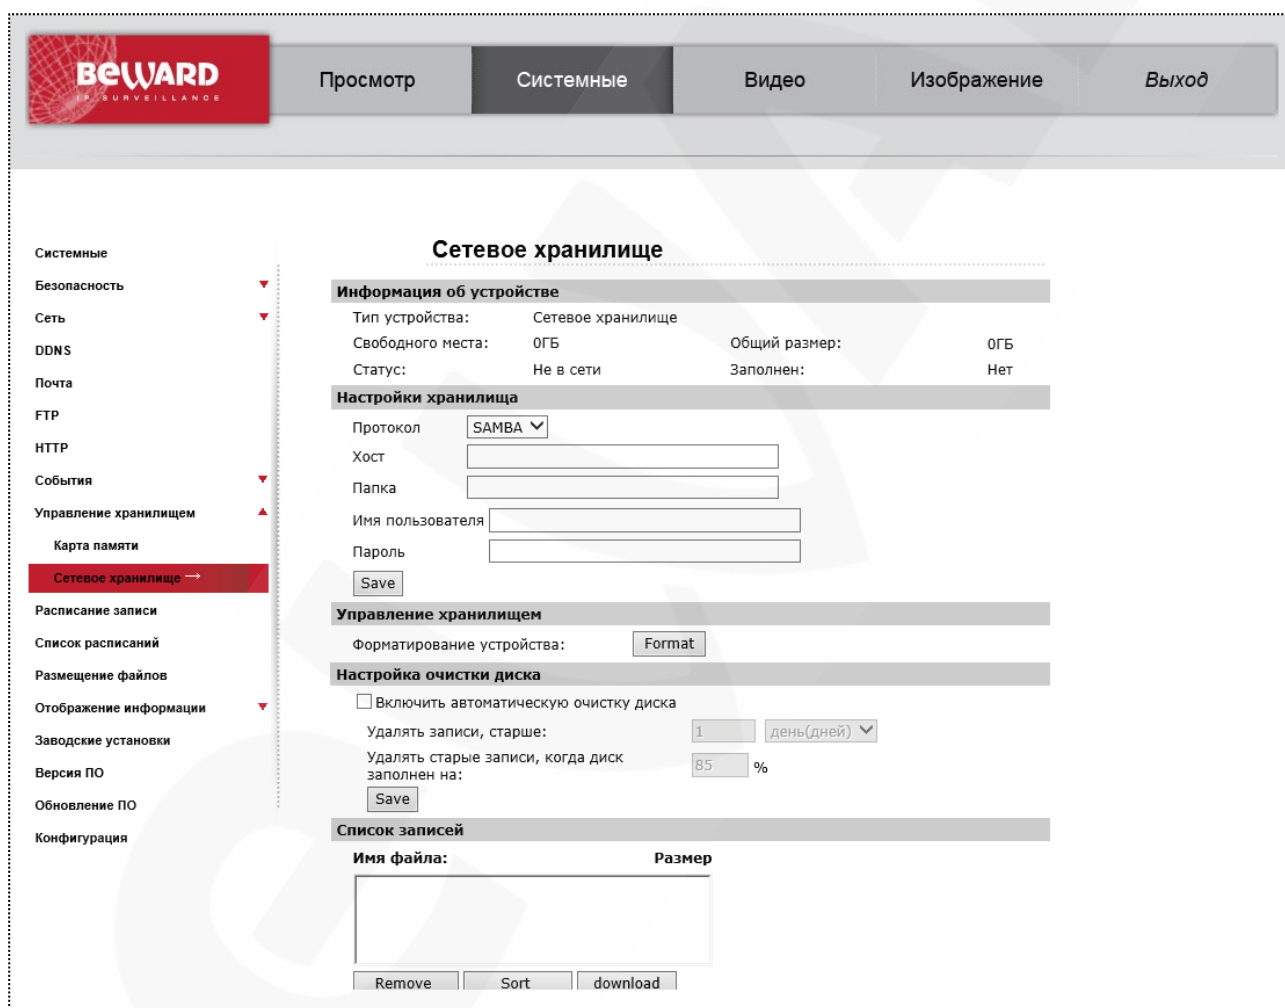 BEWARD
IP SURVEILLANCE
Просмотр Системные Видео Изображение Выход
Системные
Безопасность
Сеть
DDNS
Почта
FTP
HTTP
События
Управление хранилищем
Карта памяти
Сетевое хранилище →
Расписание записи
Список расписаний
Размещение файлов
Отображение информации
Заводские установки
Версия ПО
Обновление ПО
Конфигурация
Сетевое хранилище
Информация об устройстве
Тип устройства: Сетевое хранилище
Свободного места: 0ГБ Общий размер: 0ГБ
Статус: Не в сети Заполнен: Нет
Настройки хранилища
Протокол SAMBA
Хост
Папка
Имя пользователя
Пароль
Save
Управление хранилищем
Форматирование устройства: Format
Настройка очистки диска
Включить автоматическую очистку диска
Удалять записи, старше: 1 день(дней)
Удалять старые записи, когда диск
заполнен на: 85 %
Save
Список записей
Имя файла: Размер
Remove Sort download